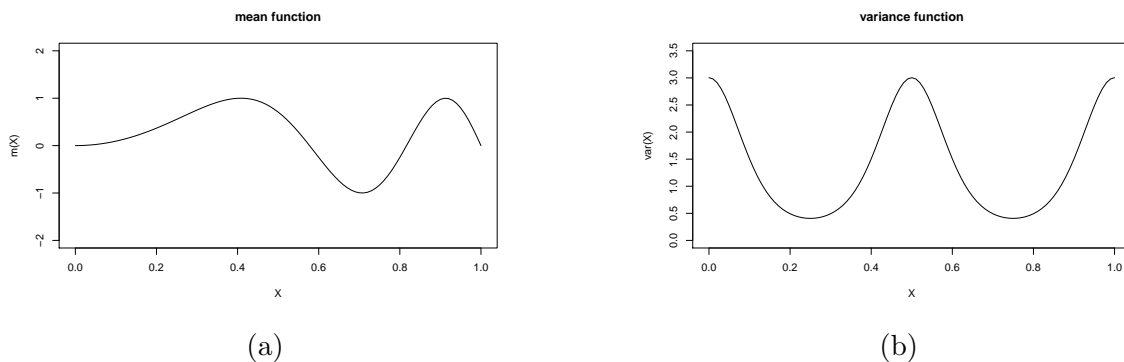 mean function
m(X)
2
1
0
−1
−2
0.0 0.2 0.4 0.6 0.8 1.0
X
(a)
variance function
var(X)
3.5
3.0
2.5
2.0
1.5
1.0
0.5
0.0
0.0 0.2 0.4 0.6 0.8 1.0
X
(b)